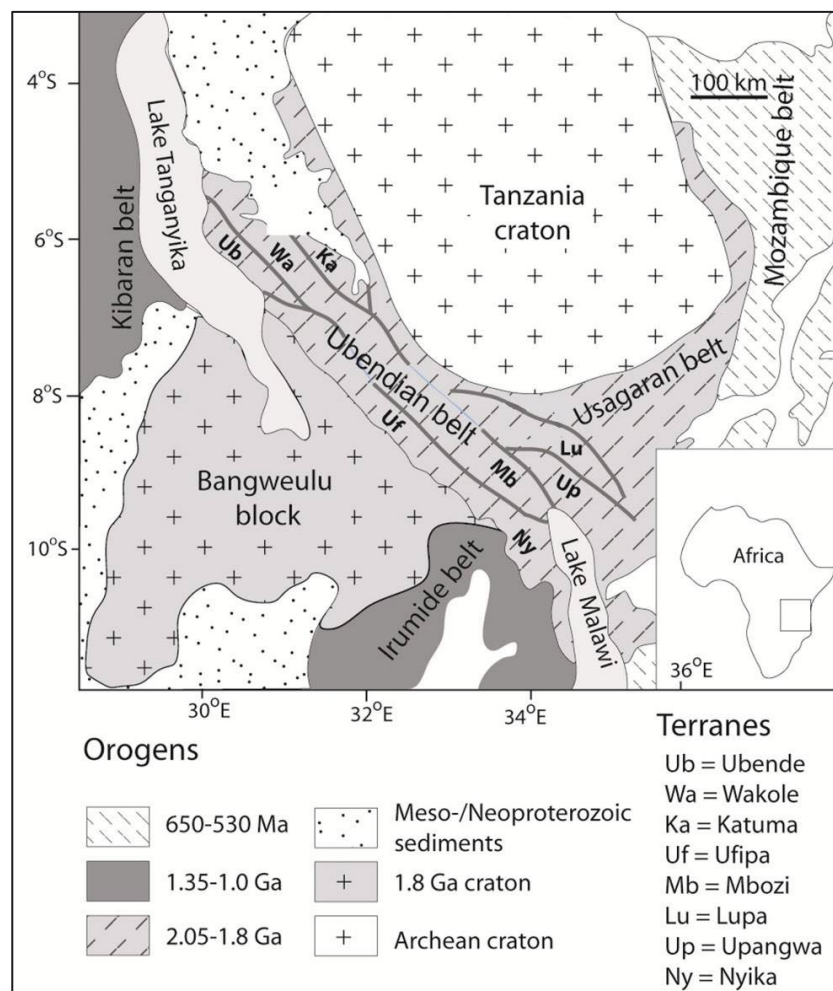 4°S
6°S
8°S
10°S
Kibaran belt
Lake Tanganyika
Tanzania
craton
100 km
Mozambique belt
Ub
Wa
Ka
Ubendian belt
Usagaran belt
Uf
Mb
Lu
Up
Ny
Bangweulu
block
Irumide belt
Lake Malawi
Africa
30°E
32°E
34°E
36°E
Orogens
650-530 Ma
1.35-1.0 Ga
2.05-1.8 Ga
Meso-/Neoproterozoic
sediments
1.8 Ga craton
Archean craton
Terranes
Ub = Ubende
Wa = Wakole
Ka = Katuma
Uf = Ufipa
Mb = Mbozi
Lu = Lupa
Up = Upangwa
Ny = Nyika